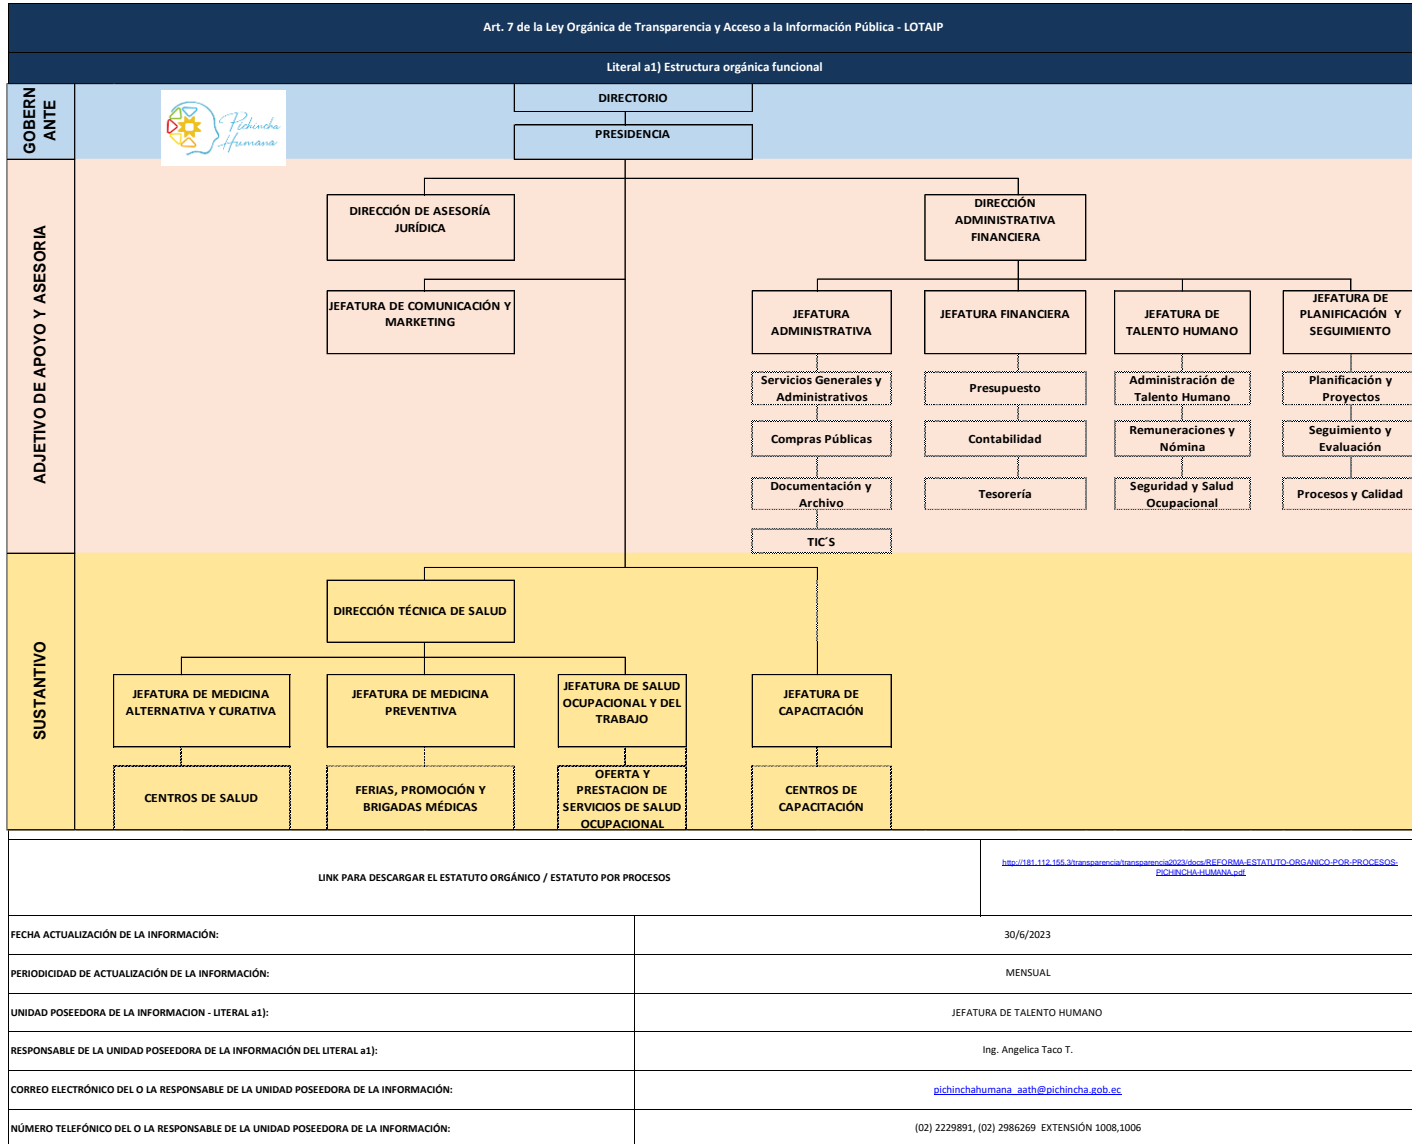 Art. 7 de la Ley Orgánica de Transparencia y Acceso a la Información Pública - LOTAIP
Literal a1) Estructura orgánica funcional
GOBERN
ANTE
Pichincha
Humana
DIRECTORIO
PRESIDENCIA
ADJETIVO DE APOYO Y ASESORIA
DIRECCIÓN DE ASESORÍA
JURÍDICA
DIRECCIÓN
ADMINISTRATIVA
FINANCIERA
JEFATURA DE COMUNICACIÓN Y
MARKETING
JEFATURA
ADMINISTRATIVA
JEFATURA FINANCIERA
JEFATURA DE
TALENTO HUMANO
JEFATURA DE
PLANIFICACIÓN Y
SEGUIMIENTO
Servicios Generales y
Administrativos
Presupuesto
Administración de
Talento Humano
Planificación y
Proyectos
Compras Públicas
Contabilidad
Remuneraciones y
Nómina
Seguimiento y
Evaluación
Documentación y
Archivo
Tesorería
Seguridad y Salud
Ocupacional
Procesos y Calidad
TIC´S
SUSTANTIVO
DIRECCIÓN TÉCNICA DE SALUD
JEFATURA DE MEDICINA
ALTERNATIVA Y CURATIVA
JEFATURA DE MEDICINA
PREVENTIVA
JEFATURA DE SALUD
OCUPACIONAL Y DEL
TRABAJO
JEFATURA DE
CAPACITACIÓN
CENTROS DE SALUD
FERIAS, PROMOCIÓN Y
BRIGADAS MÉDICAS
OFERTA Y
PRESTACION DE
SERVICIOS DE SALUD
OCUPACIONAL
CENTROS DE
CAPACITACIÓN
LINK PARA DESCARGAR EL ESTATUTO ORGÁNICO / ESTATUTO POR PROCESOS
http://181.112.155.3/transparencia/transparencia2023/docs/REFORMA-ESTATUTO-ORGANICO-POR-PROCESOS-
PICHINCHA-HUMANA.pdf
FECHA ACTUALIZACIÓN DE LA INFORMACIÓN:
30/6/2023
PERIODICIDAD DE ACTUALIZACIÓN DE LA INFORMACIÓN:
MENSUAL
UNIDAD POSEEDORA DE LA INFORMACION - LITERAL a1):
JEFATURA DE TALENTO HUMANO
RESPONSABLE DE LA UNIDAD POSEEDORA DE LA INFORMACIÓN DEL LITERAL a1):
Ing. Angelica Taco T.
CORREO ELECTRÓNICO DEL O LA RESPONSABLE DE LA UNIDAD POSEEDORA DE LA INFORMACIÓN:
pichinchahumana_aath@pichincha.gob.ec
NÚMERO TELEFÓNICO DEL O LA RESPONSABLE DE LA UNIDAD POSEEDORA DE LA INFORMACIÓN:
(02) 2229891, (02) 2986269 EXTENSIÓN 1008,1006